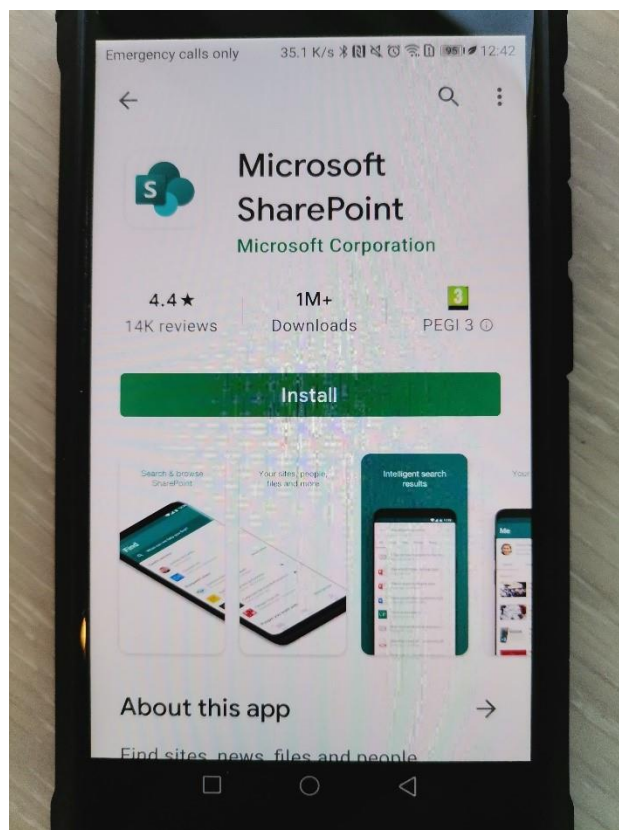 Emergency calls only 35.1 K/s 95 12:42
Microsoft
SharePoint
S
Microsoft Corporation
4.4★ 1M+ 3
14K reviews Downloads PEGI 3
Install
Search & browse
SharePoint
Your sites, people,
files and more
Intelligent search
results
Your
Find
Me
About this app
Find sites, news, files and people